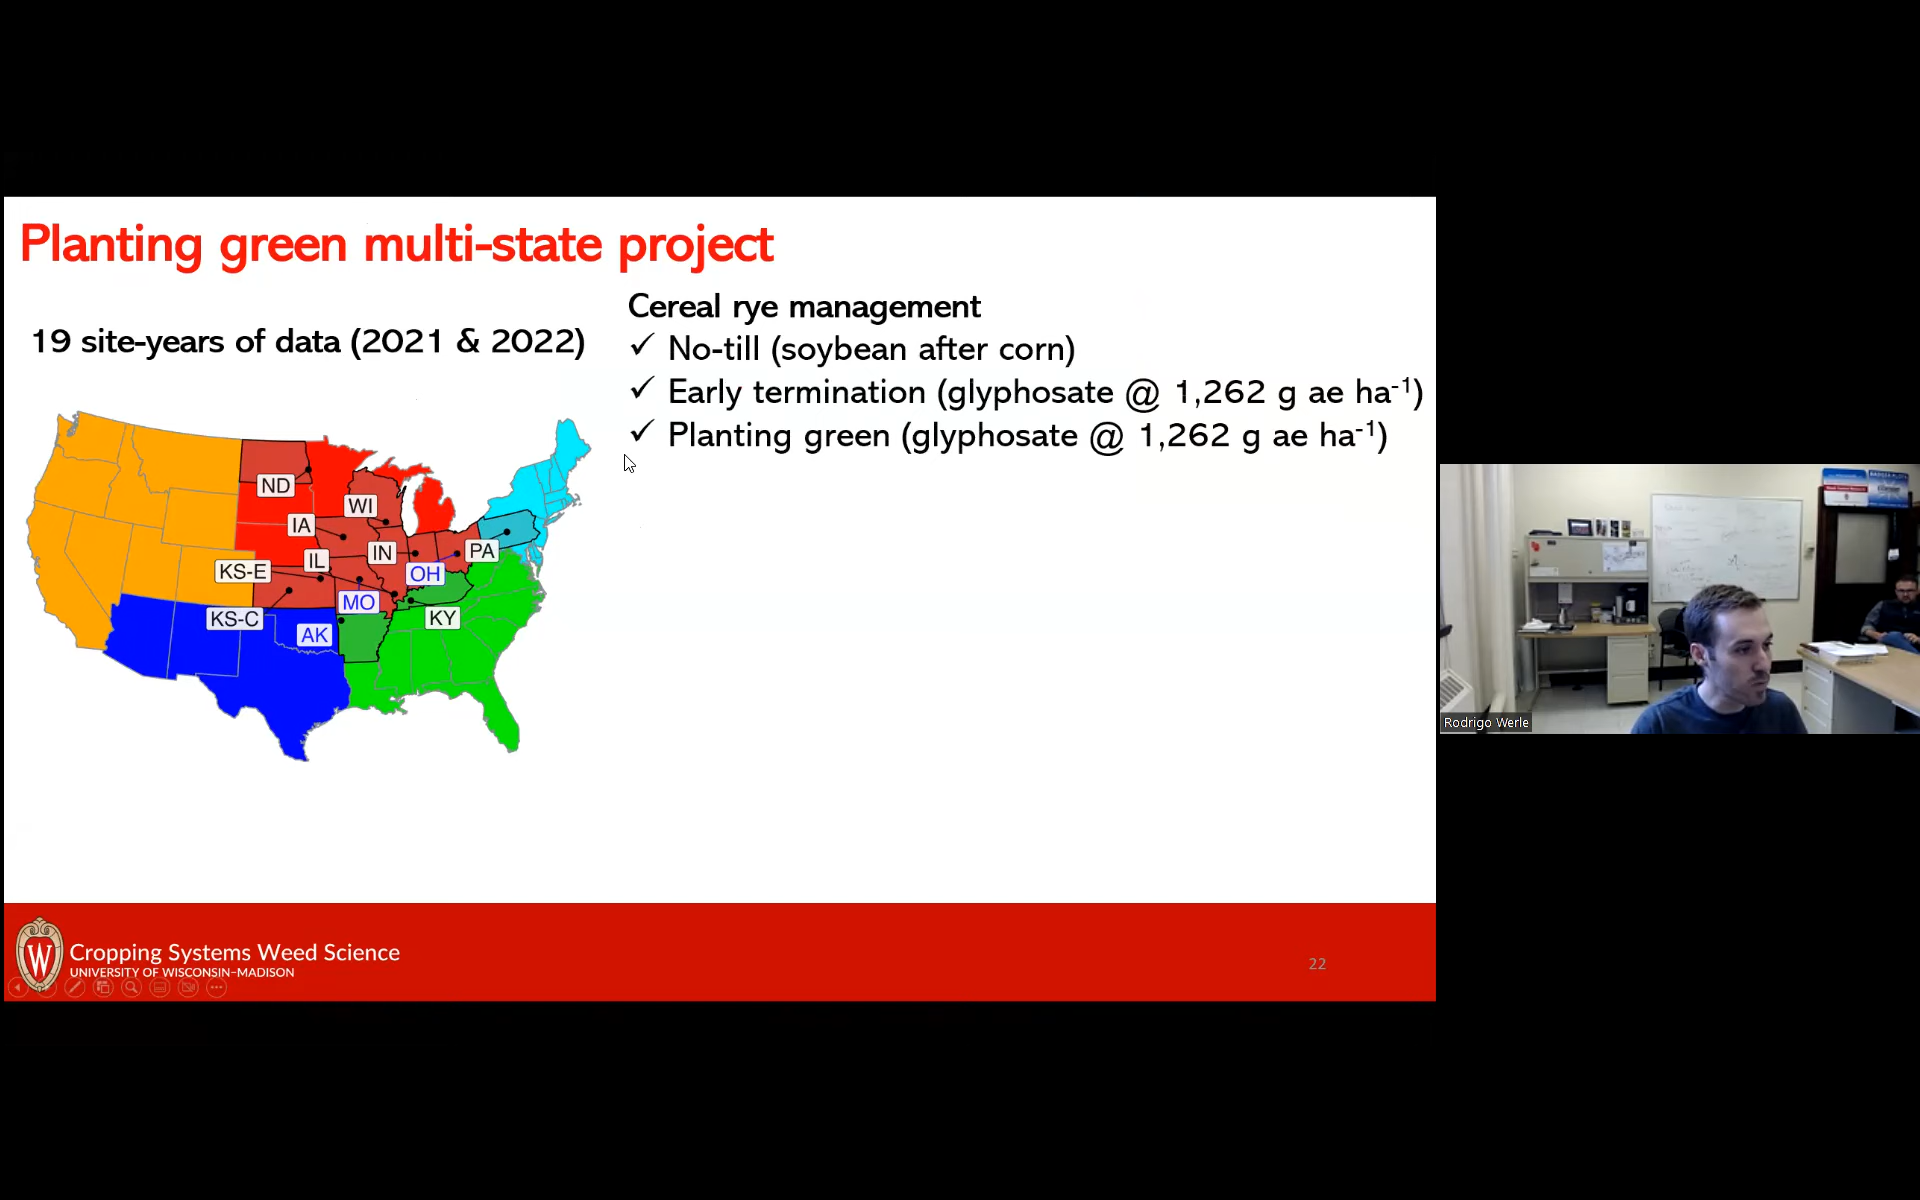 Planting green multi-state project
19 site-years of data (2021 & 2022)
Cereal rye management
✓ No-till (soybean after corn)
✓ Early termination (glyphosate @ 1,262 g ae ha⁻¹)
✓ Planting green (glyphosate @ 1,262 g ae ha⁻¹)
ND
WI
IA
IL
IN
PA
KS-E
OH
MO
KS-C
KY
AK
W
Cropping Systems Weed Science
UNIVERSITY OF WISCONSIN–MADISON
22
Rodrigo Werle